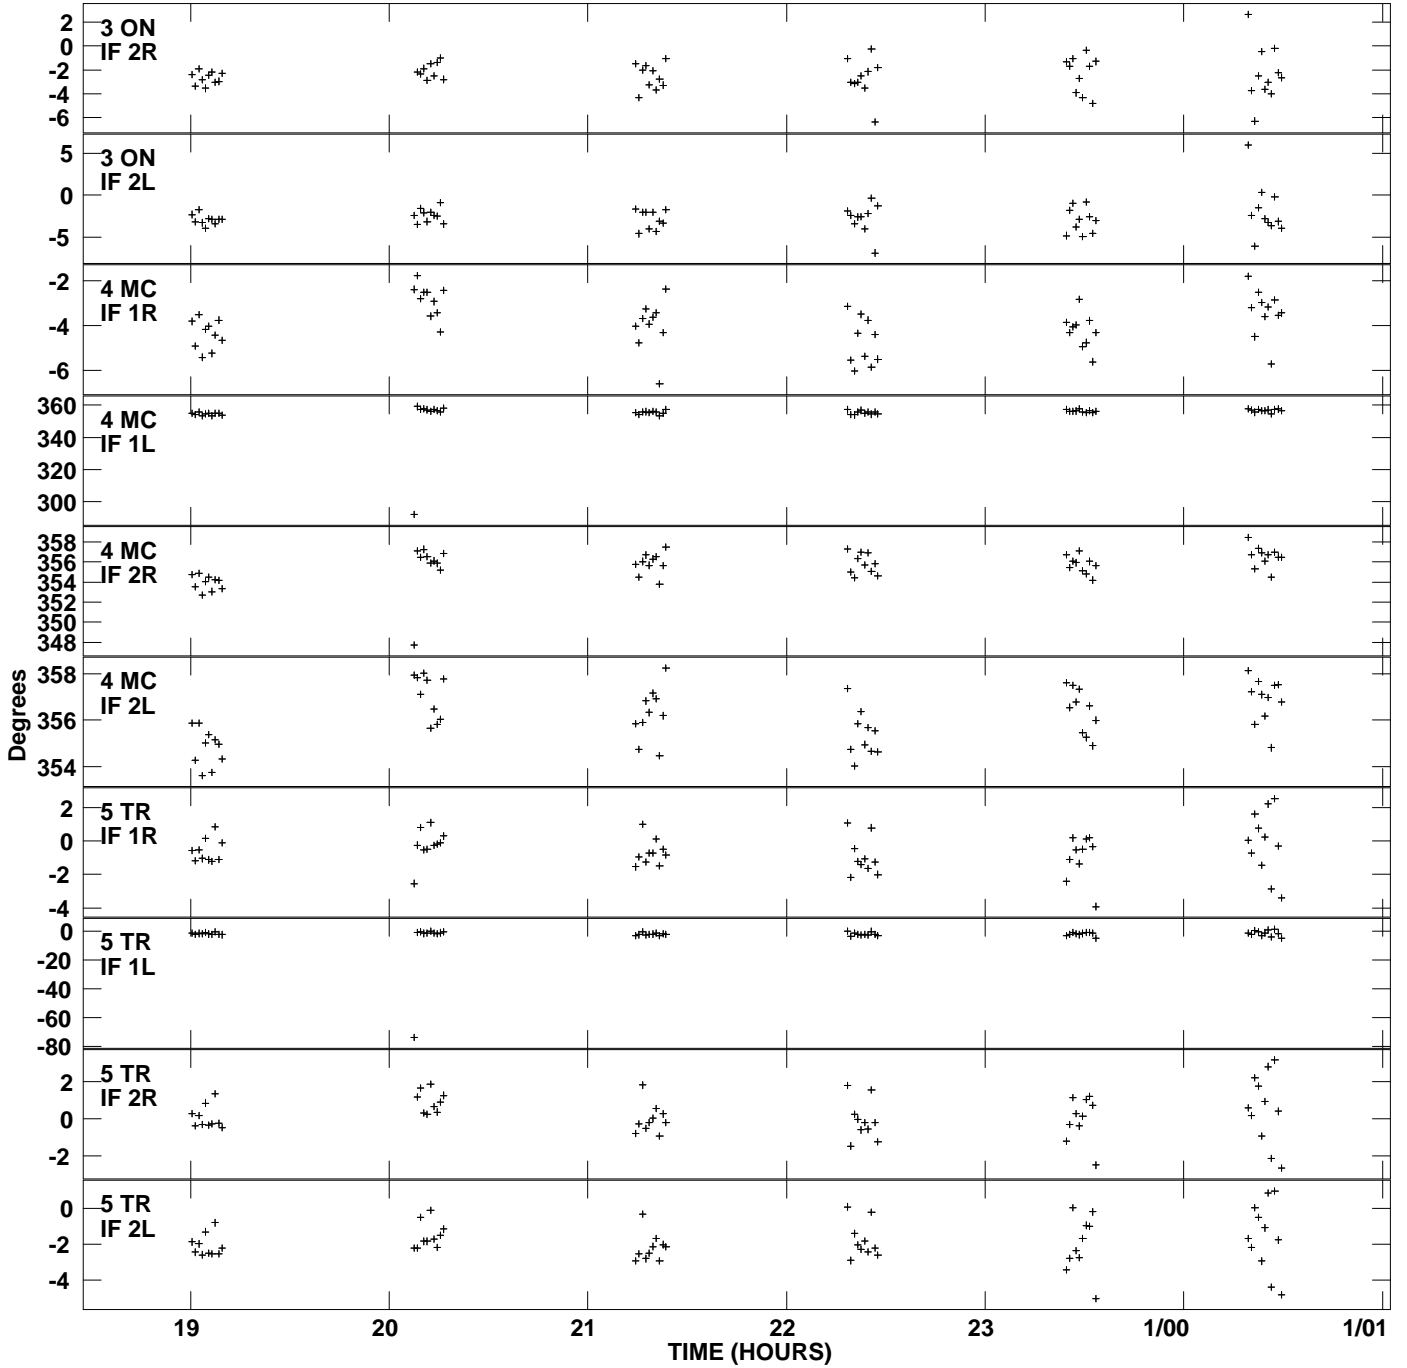 3 ON
IF 2R
2
0
-2
-4
-6
3 ON
IF 2L
5
0
-5
4 MC
IF 1R
-2
-4
-6
4 MC
IF 1L
360
340
320
300
4 MC
IF 2R
358
356
354
352
350
348
4 MC
IF 2L
358
356
354
Degrees
5 TR
IF 1R
2
0
-2
-4
5 TR
IF 1L
0
-20
-40
-60
-80
5 TR
IF 2R
2
0
-2
5 TR
IF 2L
0
-2
-4
19 20 21 22 23 1/00 1/01
TIME (HOURS)